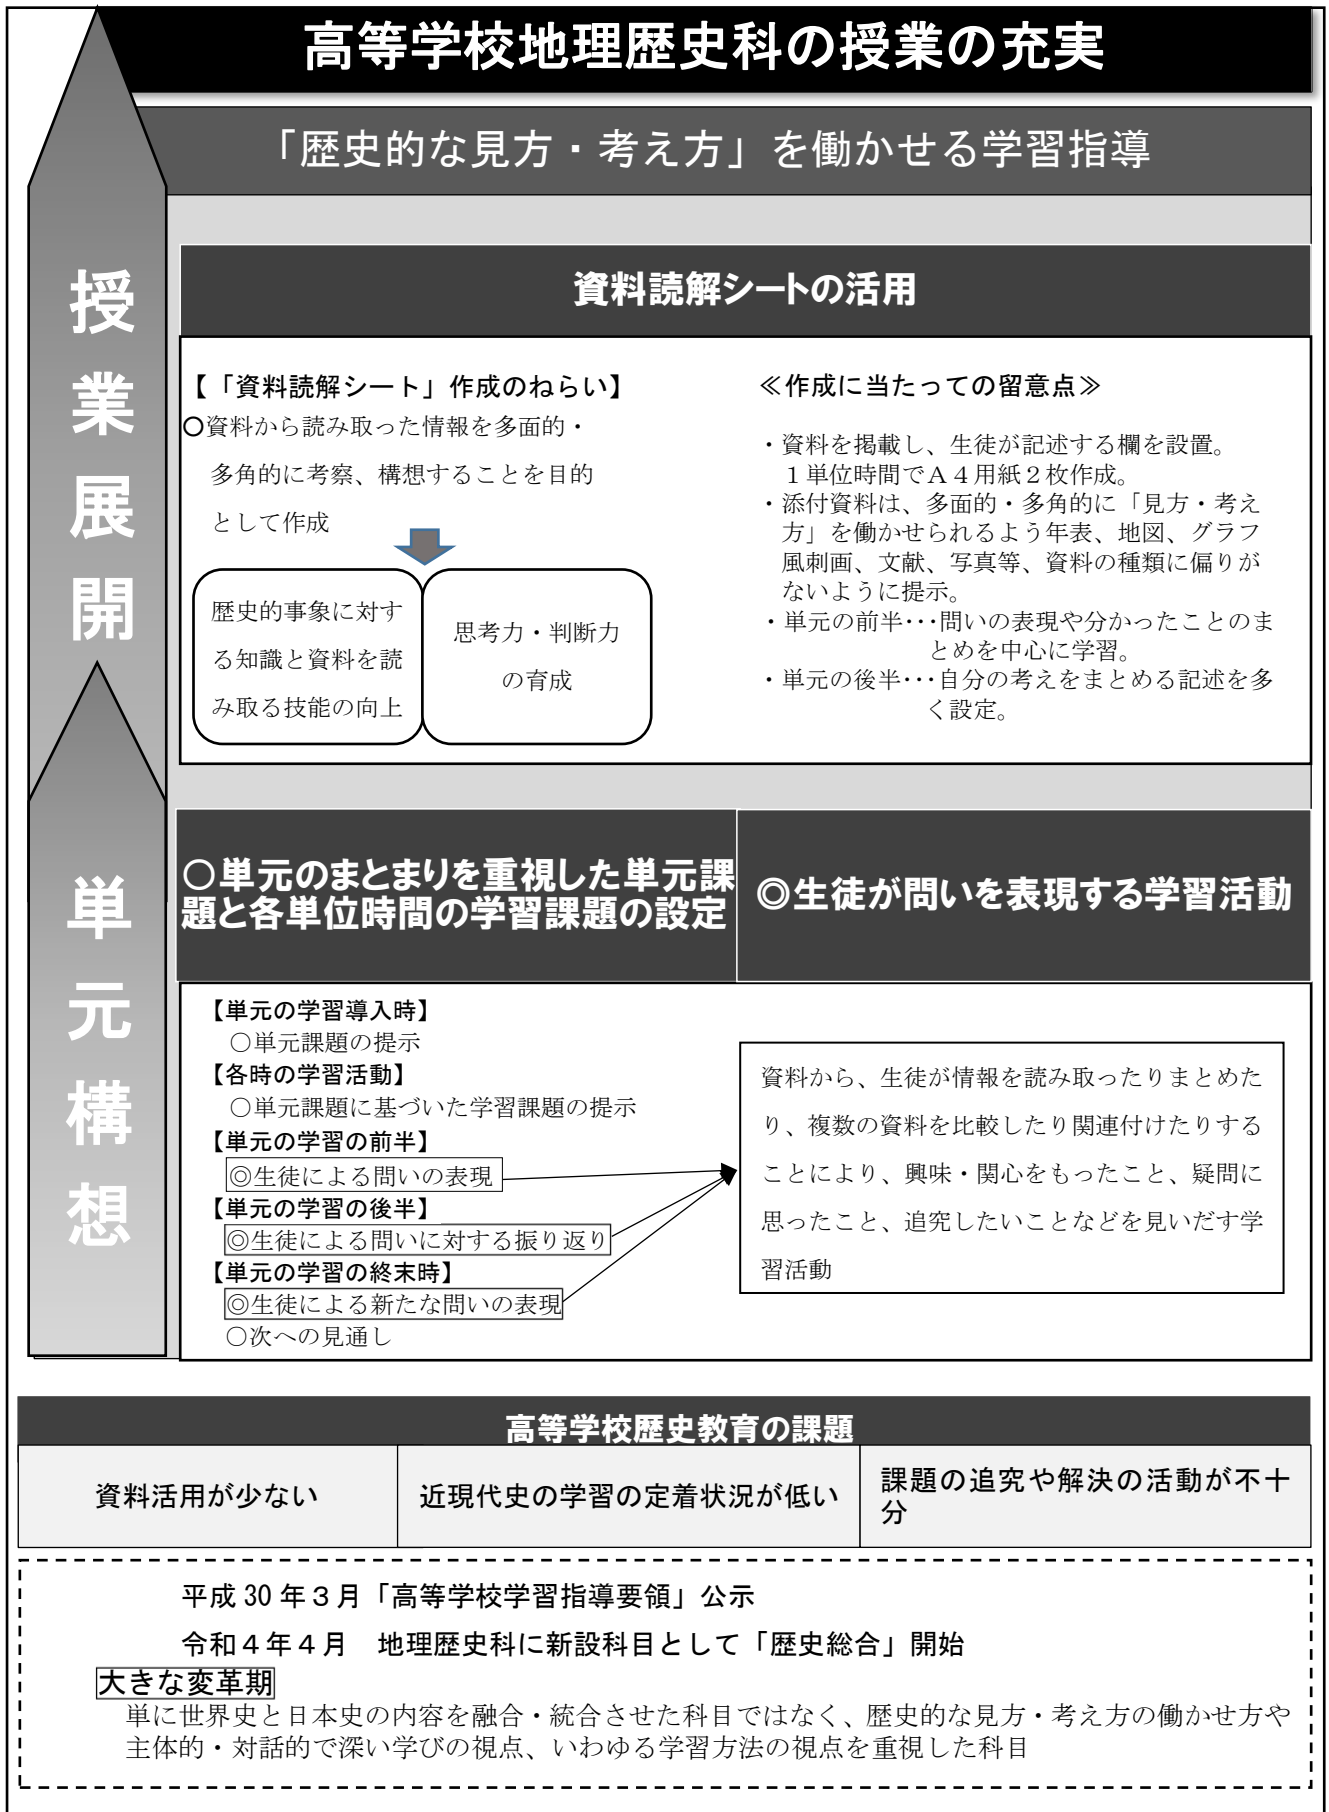 高等学校地理歴史科の授業の充実
「歴史的な見方・考え方」を働かせる学習指導
授業展開
資料読解シートの活用
【「資料読解シート」作成のねらい】
○資料から読み取った情報を多面的・
多角的に考察、構想することを目的
として作成
歴史的事象に対す
る知識と資料を読
み取る技能の向上
思考力・判断力
の育成
≪作成に当たっての留意点≫
・資料を掲載し、生徒が記述する欄を設置。
１単位時間でＡ４用紙２枚作成。
・添付資料は、多面的・多角的に「見方・考え
方」を働かせられるよう年表、地図、グラフ
風刺画、文献、写真等、資料の種類に偏りが
ないように提示。
・単元の前半･･･問いの表現や分かったことのま
とめを中心に学習。
・単元の後半･･･自分の考えをまとめる記述を多
く設定。
単元構想
○単元のまとまりを重視した単元課
題と各単位時間の学習課題の設定
◎生徒が問いを表現する学習活動
【単元の学習導入時】
○単元課題の提示
【各時の学習活動】
○単元課題に基づいた学習課題の提示
【単元の学習の前半】
◎生徒による問いの表現
【単元の学習の後半】
◎生徒による問いに対する振り返り
【単元の学習の終末時】
◎生徒による新たな問いの表現
○次への見通し
資料から、生徒が情報を読み取ったりまとめた
り、複数の資料を比較したり関連付けたりする
ことにより、興味・関心をもったこと、疑問に
思ったこと、追究したいことなどを見いだす学
習活動
高等学校歴史教育の課題
資料活用が少ない
近現代史の学習の定着状況が低い
課題の追究や解決の活動が不十
分
平成 30 年３月「高等学校学習指導要領」公示
令和４年４月　地理歴史科に新設科目として「歴史総合」開始
大きな変革期
単に世界史と日本史の内容を融合・統合させた科目ではなく、歴史的な見方・考え方の働かせ方や
主体的・対話的で深い学びの視点、いわゆる学習方法の視点を重視した科目